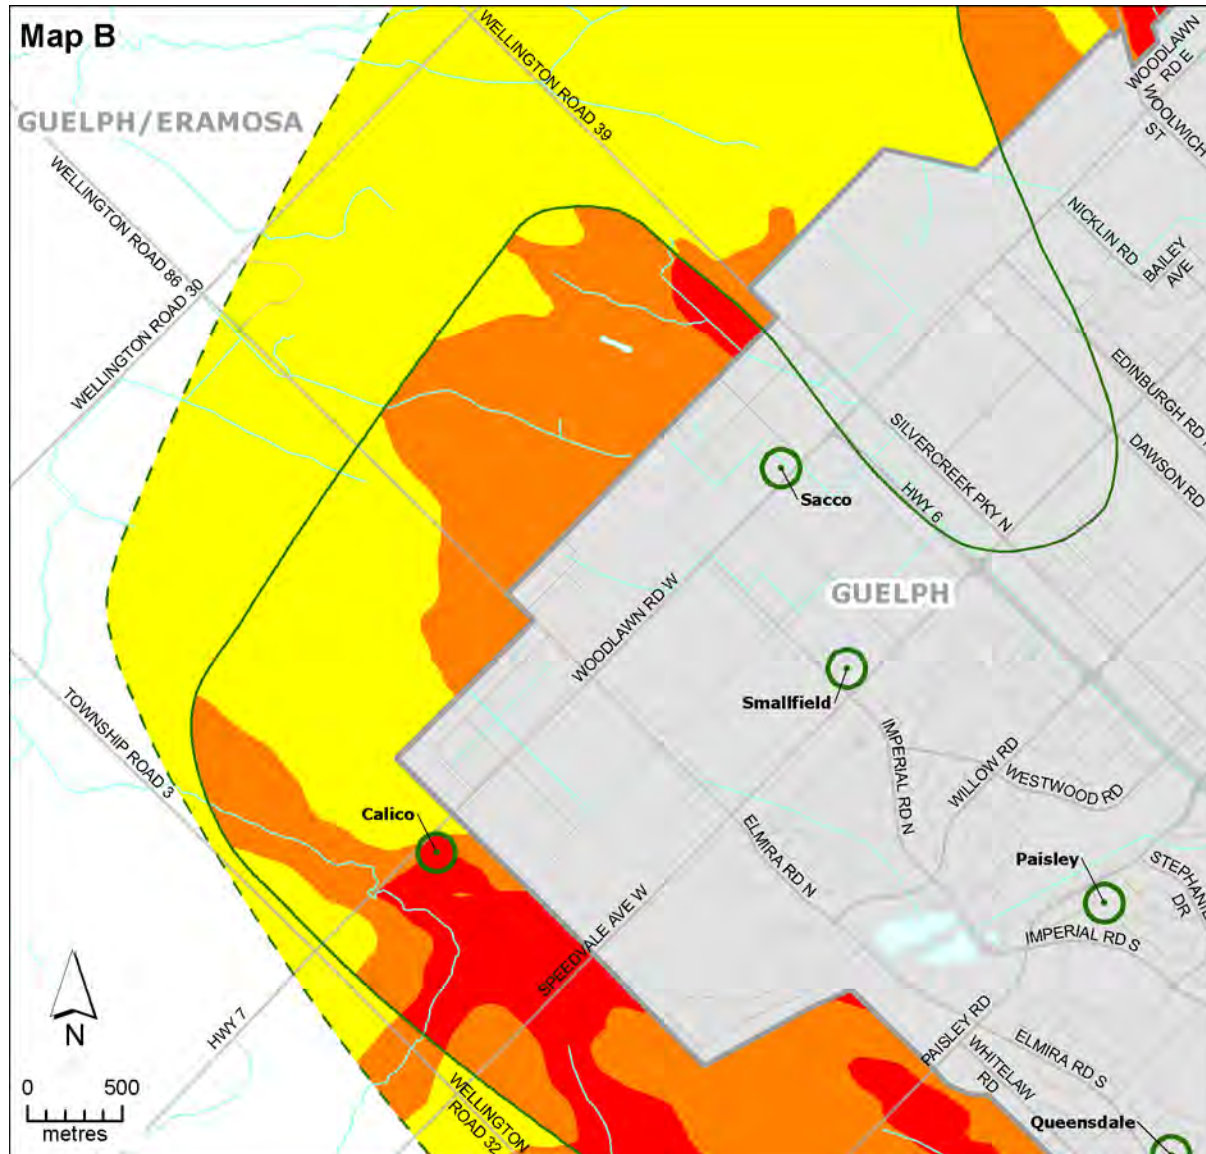 Map B
WELLINGTON ROAD 39
WOODLAWN
RD E
WOOLWICH
ST
GUELPH/ERAMOSA
WELLINGTON ROAD 86
WELLINGTON ROAD 30
NICKLIN RD
BAILEY
AVE
EDINBURGH RD
DAWSON RD
SILVERCREEK PKY N
HWY 6
Sacco
GUELPH
WOODLAWN RD W
Smallfield
TOWNSHIP ROAD 3
IMPERIAL RD N
WILLOW RD
WESTWOOD RD
Calico
ELMIRA RD N
Paisley
STEPHANIE
DR
SPEEDVALE AVE W
IMPERIAL RD S
HWY 7
N
PAISLEY RD
ELMIRA RD S
WHITELAW
RD
WELLINGTON
ROAD 32
0 500
metres
Queensdale